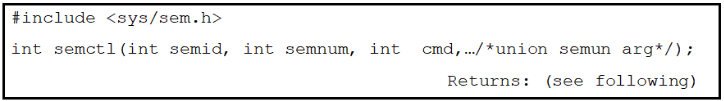 #include <sys/sem.h>
int semctl(int semid, int semnum, int cmd,…/*union semun arg*/);
Returns: (see following)